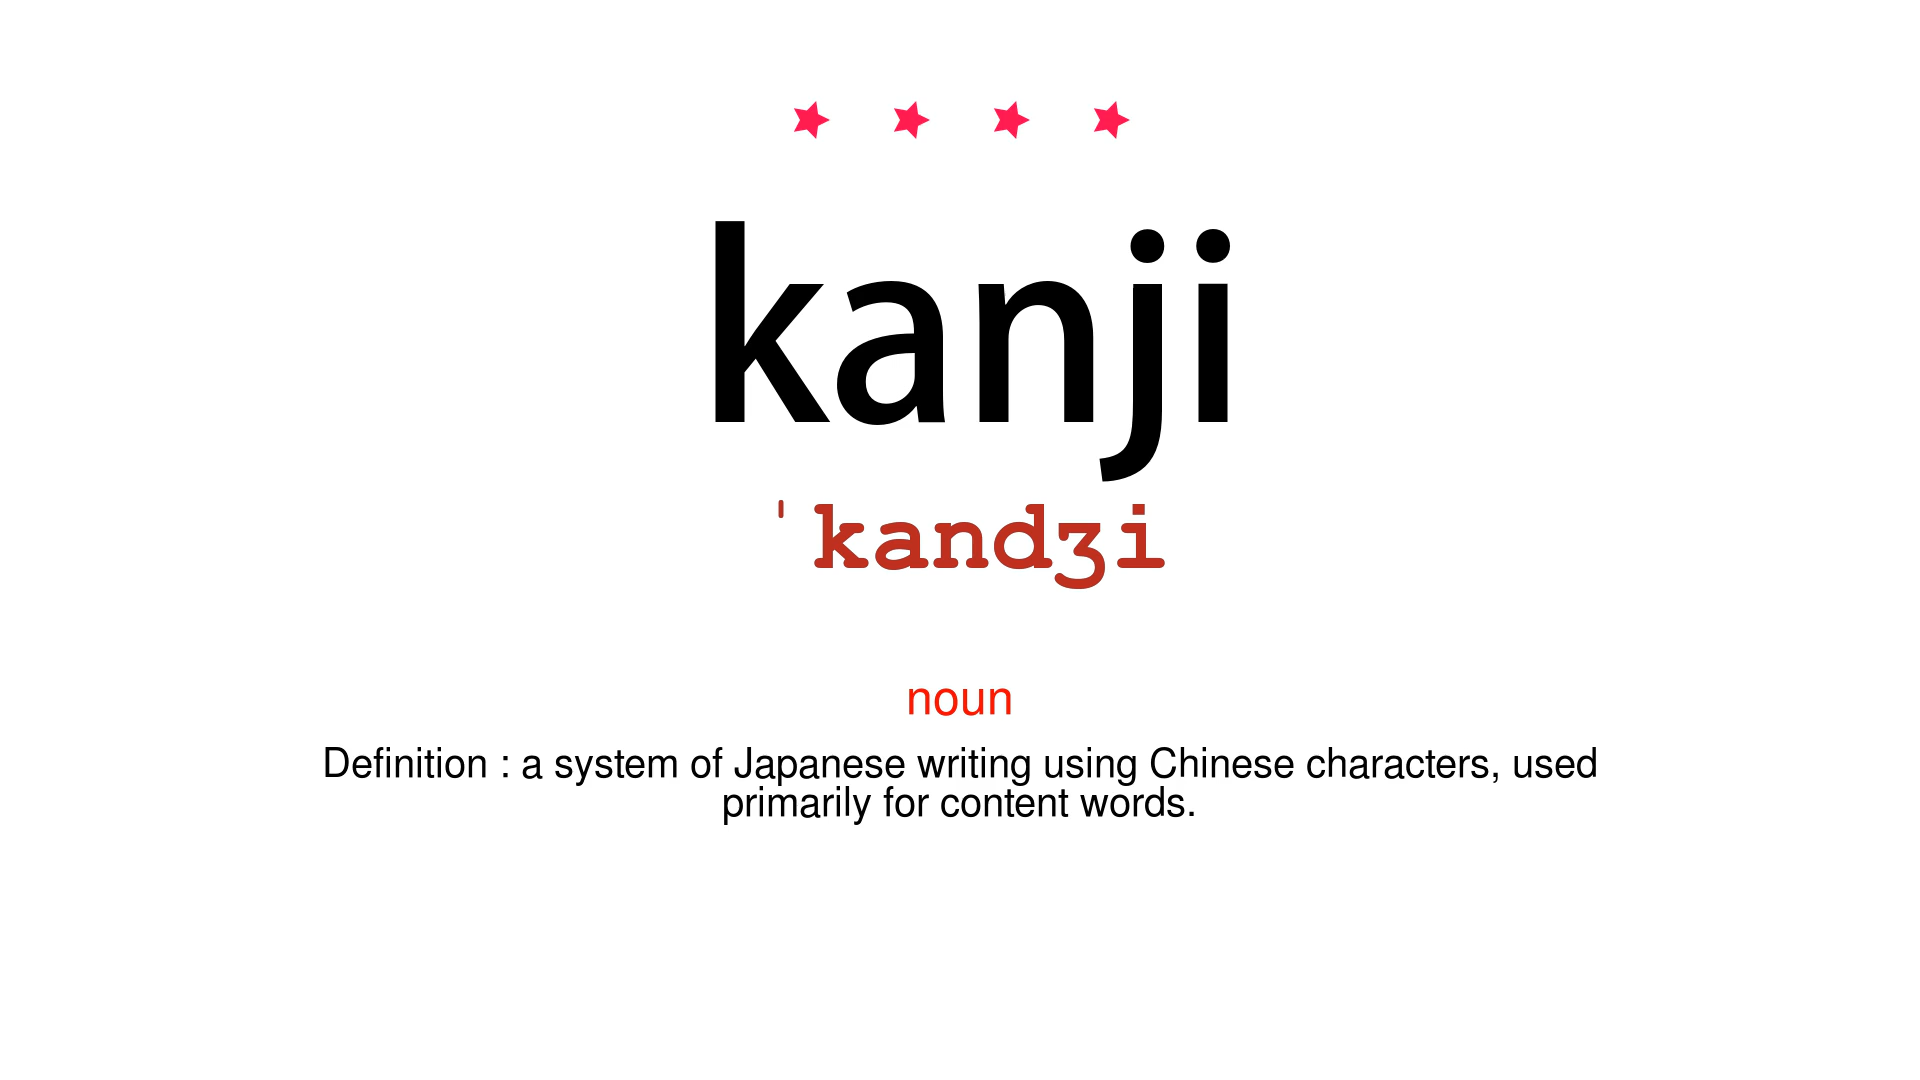 kanji
ˈkandʒi
noun
Definition : a system of Japanese writing using Chinese characters, used
primarily for content words.